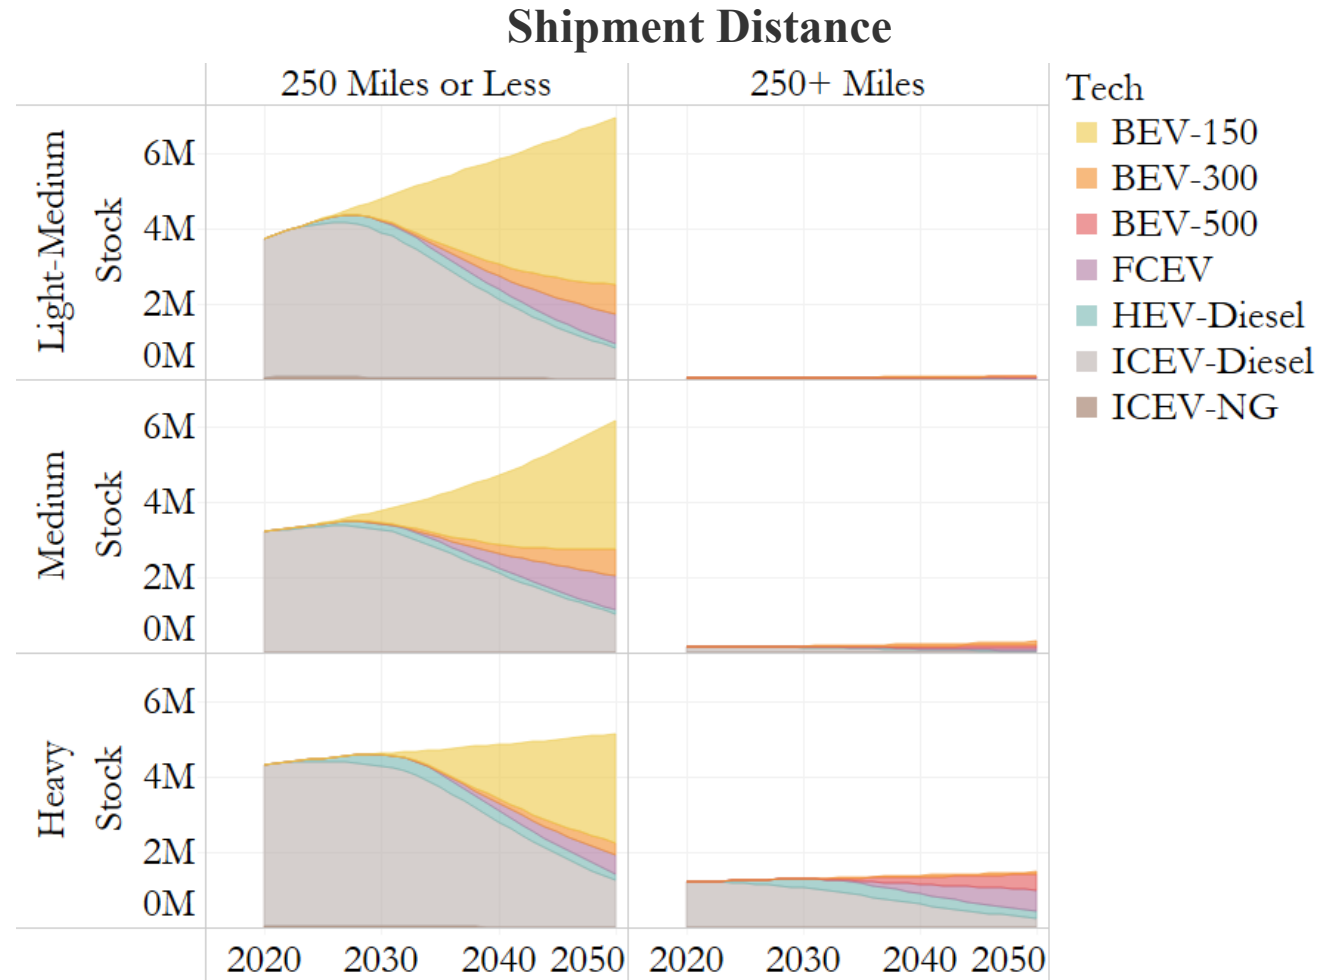 Shipment Distance
250 Miles or Less
250+ Miles
Tech
BEV-150
BEV-300
BEV-500
FCEV
HEV-Diesel
ICEV-Diesel
ICEV-NG
Light-Medium
Stock
6M
4M
2M
0M
Medium
Stock
6M
4M
2M
0M
Heavy
Stock
6M
4M
2M
0M
2020 2030 2040 2050 2020 2030 2040 2050